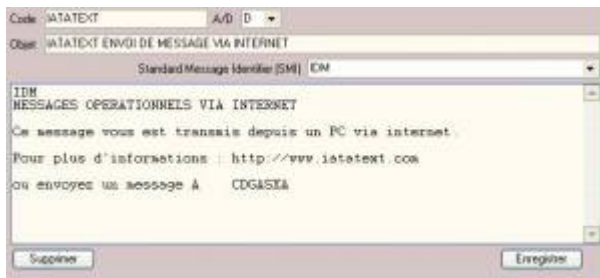 Code IATATEXT A/D D
Objet IATATEXT ENVOI DE MESSAGE VIA INTERNET
Standard Message Identifier (SMI) IDM
IDM
MESSAGES OPERATIONNELS VIA INTERNET
Ce message vous est transmis depuis un PC via internet.
Pour plus d'informations : http://www.iatatext.com
ou envoyez un message A CDGASXA
Supprimer Enregistrer